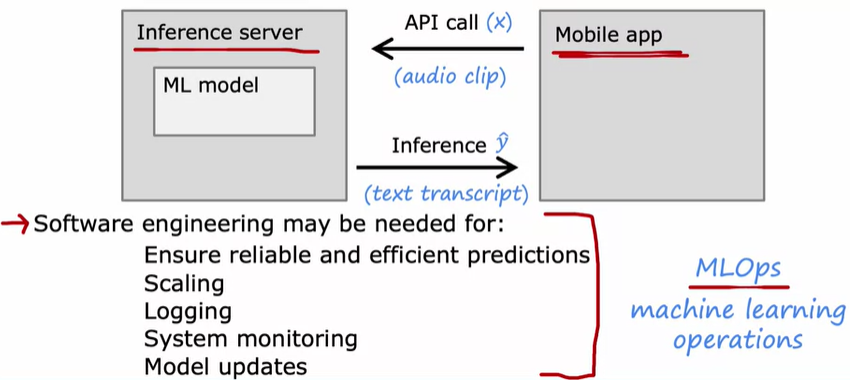 Inference server
ML model
API call (x)
(audio clip)
Inference ŷ
(text transcript)
Mobile app
→Software engineering may be needed for:
Ensure reliable and efficient predictions
Scaling
Logging
System monitoring
Model updates
MLOps
machine learning
operations